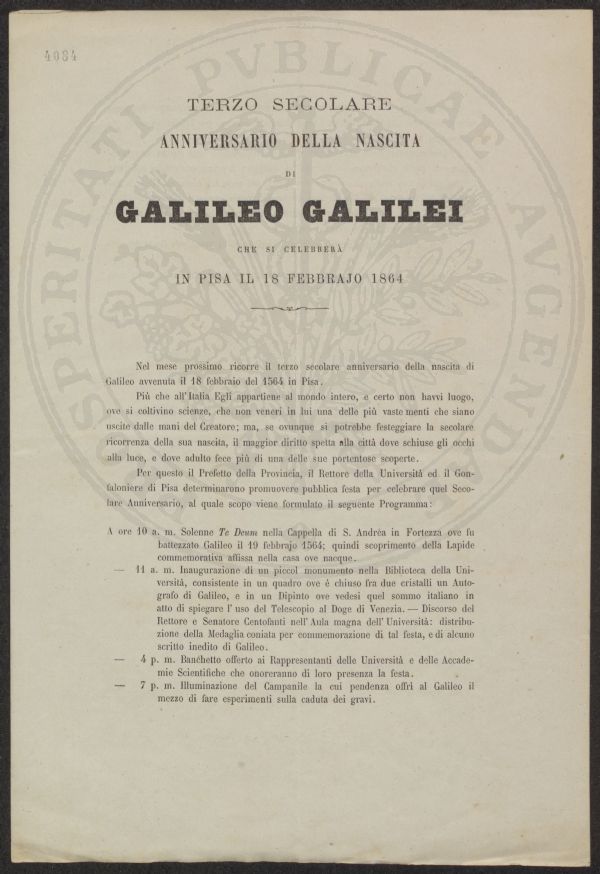 4084
TERZO SECOLARE
ANNIVERSARIO DELLA NASCITA
DI
GALILEO GALILEI
CHE SI CELEBRERÀ
IN PISA IL 18 FEBBRAJO 1864
Nel mese prossimo ricorre il terzo secolare anniversario della nascita di
Galileo avvenuta il 18 febbraio del 1564 in Pisa.
Più che all'Italia Egli appartiene al mondo intero, e certo non havvi luogo,
ove si coltivino scienze, che non veneri in lui una delle più vaste menti che siano
uscite dalle mani del Creatore; ma, se ovunque si potrebbe festeggiare la secolare
ricorrenza della sua nascita, il maggior diritto spetta alla città dove schiuse gli occhi
alla luce, e dove adulto fece più di una delle sue portentose scoperte.
Per questo il Prefetto della Provincia, il Rettore della Università ed il Gon-
faloniere di Pisa determinarono promuovere pubblica festa per celebrare quel Seco-
lare Anniversario, al quale scopo viene formulato il seguente Programma:
A ore 10 a. m. Solenne Te Deum nella Cappella di S. Andrea in Fortezza ove fu
battezzato Galileo il 19 febbrajo 1564; quindi scoprimento della Lapide
commemorativa affissa nella casa ove nacque.
— 11 a. m. Inaugurazione di un piccol monumento nella Biblioteca della Uni-
versità, consistente in un quadro ove è chiuso fra due cristalli un Auto-
grafo di Galileo, e in un Dipinto ove vedesi quel sommo italiano in
atto di spiegare l'uso del Telescopio al Doge di Venezia. — Discorso del
Rettore e Senatore Centofanti nell'Aula magna dell'Università: distribu-
zione della Medaglia coniata per commemorazione di tal festa, e di alcuno
scritto inedito di Galileo.
— 4 p. m. Banchetto offerto ai Rappresentanti delle Università e delle Accade-
mie Scientifiche che onoreranno di loro presenza la festa.
— 7 p. m. Illuminazione del Campanile la cui pendenza offrì al Galileo il
mezzo di fare esperimenti sulla caduta dei gravi.
PROSPERITATI PVBLICAE AVGENDAE